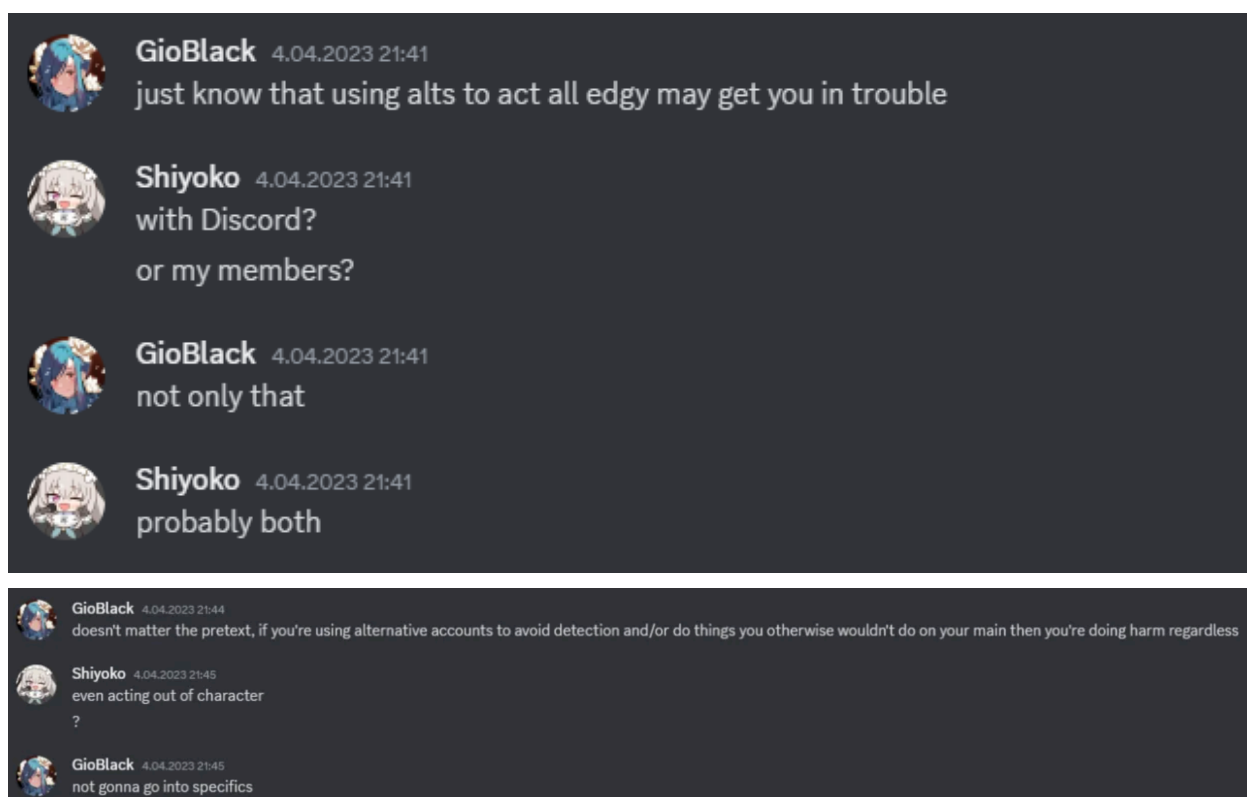 GioBlack 4.04.2023 21:41
just know that using alts to act all edgy may get you in trouble
Shiyoko 4.04.2023 21:41
with Discord?
or my members?
GioBlack 4.04.2023 21:41
not only that
Shiyoko 4.04.2023 21:41
probably both
GioBlack 4.04.2023 21:44
doesn't matter the pretext, if you're using alternative accounts to avoid detection and/or do things you otherwise wouldn't do on your main then you're doing harm regardless
Shiyoko 4.04.2023 21:45
even acting out of character
?
GioBlack 4.04.2023 21:45
not gonna go into specifics